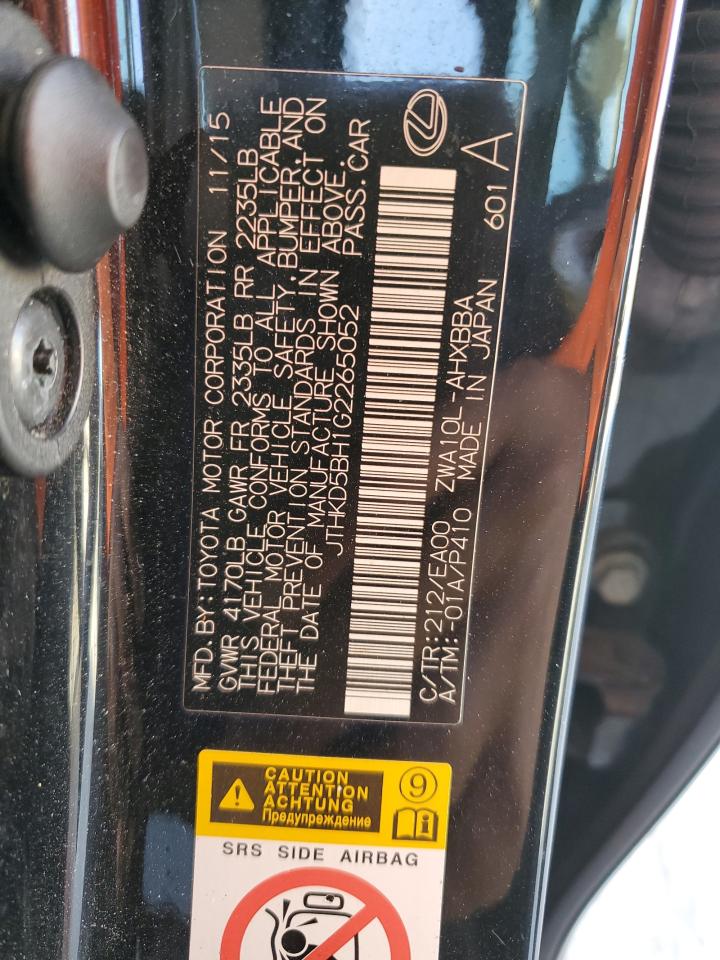 MFD. BY: TOYOTA MOTOR CORPORATION 11/15
GVWR 4170LB GAWR FR 2335LB RR 2235LB
THIS VEHICLE CONFORMS TO ALL APPLICABLE
FEDERAL MOTOR VEHICLE SAFETY, BUMPER, AND
THEFT PREVENTION STANDARDS IN EFFECT ON
THE DATE OF MANUFACTURE SHOWN ABOVE.
JTHKD5BH1G2265052 PASS. CAR
C/TR:212/EA00 ZWA10L-AHXBBA 601
A/TM:-01A/P410 MADE IN JAPAN A
CAUTION
ATTENTION
ACHTUNG
Предупреждение
9
i
SRS SIDE AIRBAG